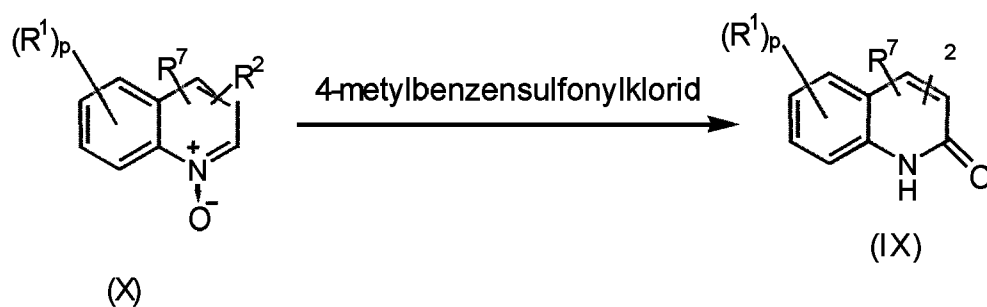 (R¹)ₚ
R⁷
R²
N⁺
O⁻
(X)
4-metylbenzensulfonylklorid
(R¹)ₚ
R⁷
²
N
H
O
(IX)